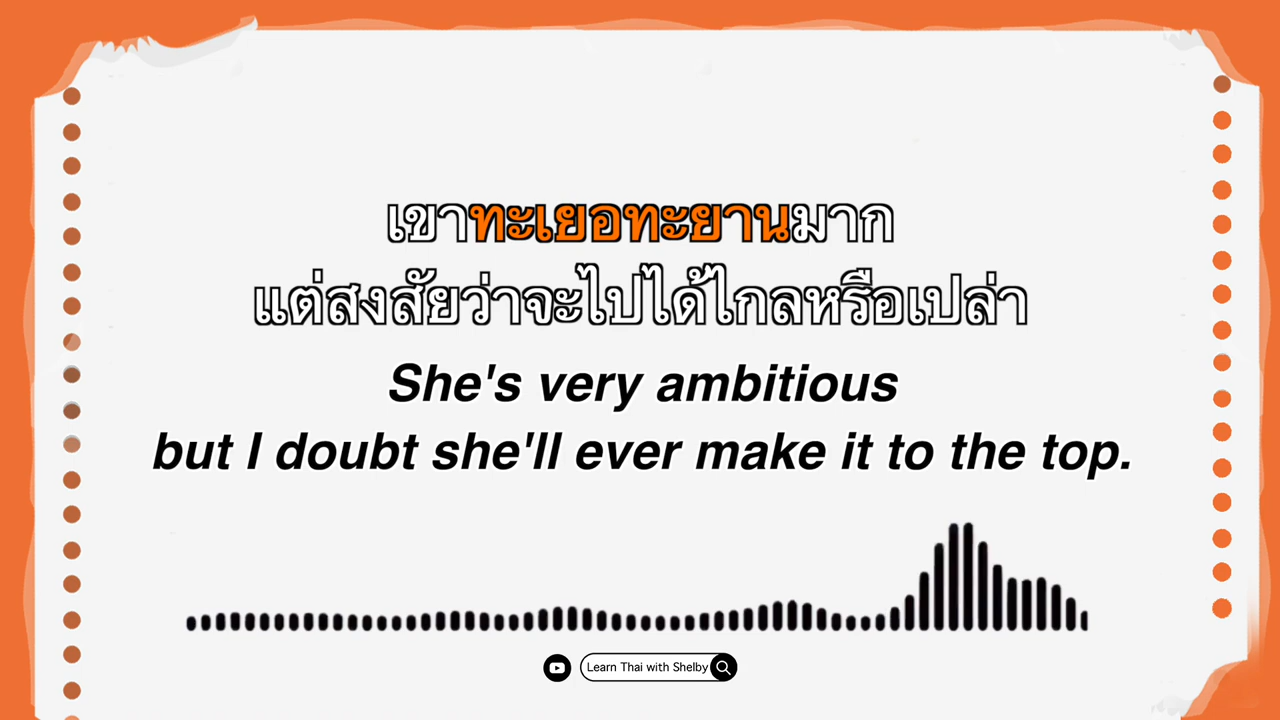 เขาทะเยอทะยานมาก
แต่สงสัยว่าจะไปได้ไกลหรือเปล่า
She's very ambitious
but I doubt she'll ever make it to the top.
Learn Thai with Shelby